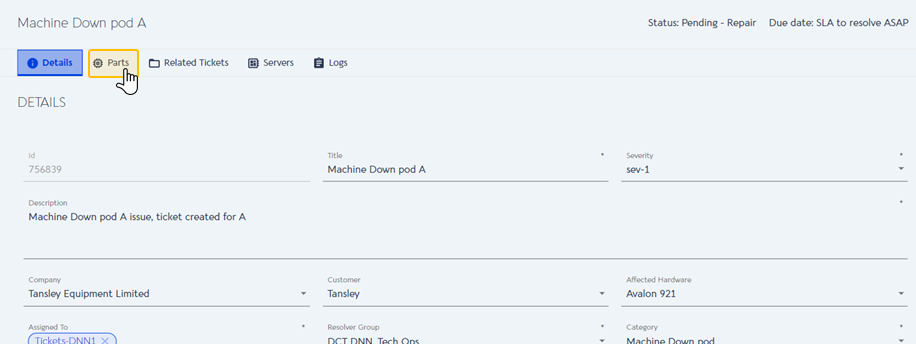 Machine Down pod A
Status: Pending - Repair Due date: SLA to resolve ASAP
Details Parts Related Tickets Servers Logs
DETAILS
Id Title * Severity *
756839 Machine Down pod A sev-1
Description *
Machine Down pod A issue, ticket created for A
Company Customer Affected Hardware
Tansley Equipment Limited Tansley Avalon 921
Assigned To * Resolver Group * Category
Tickets-DNN1 DCT DNN, Tech Ops Machine Down pod